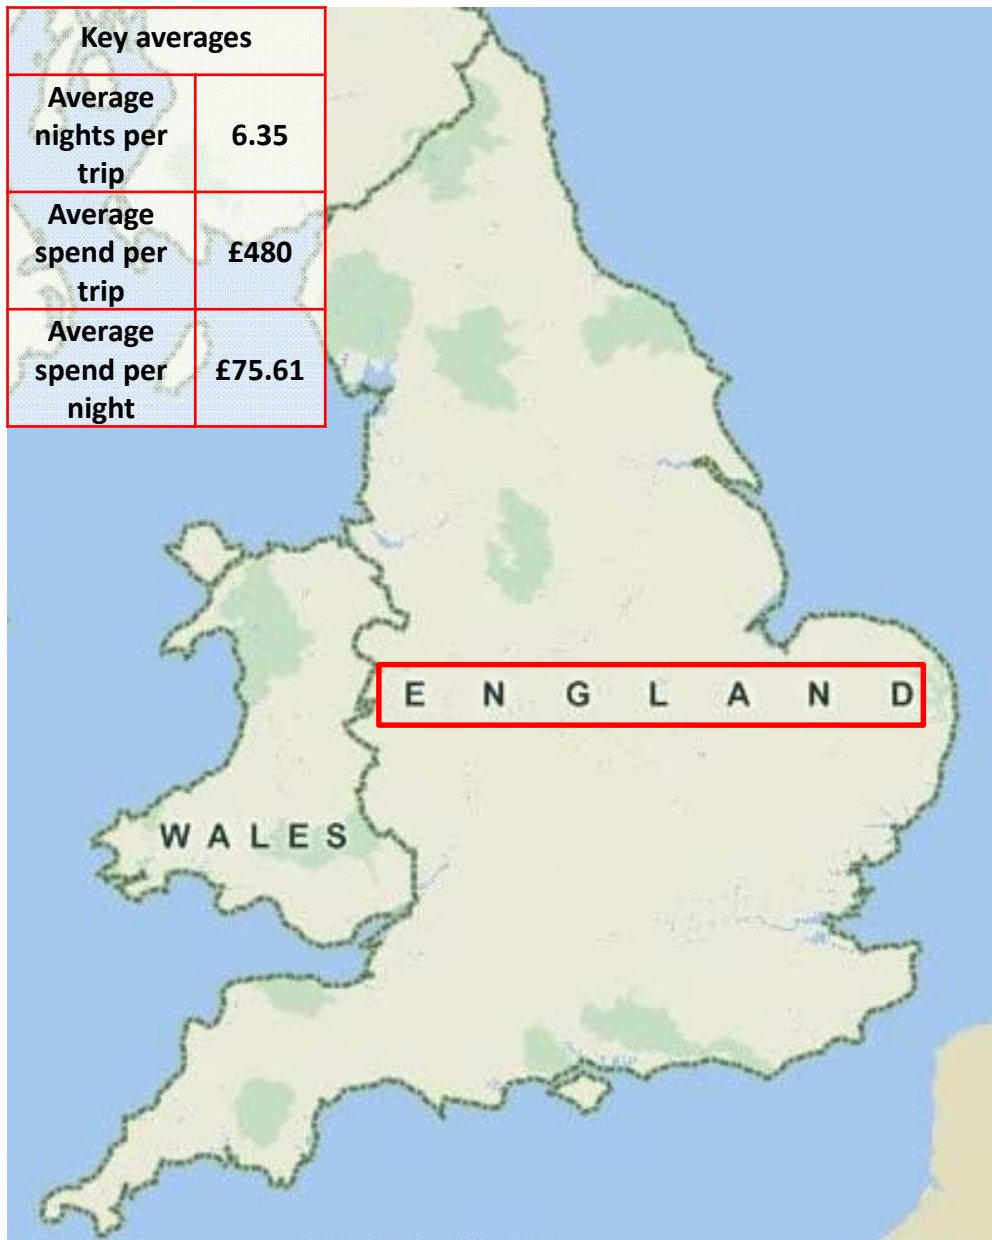 Key averages
Average
nights per
trip
6.35
Average
spend per
trip
£480
Average
spend per
night
£75.61
E N G L A N D
W A L E S